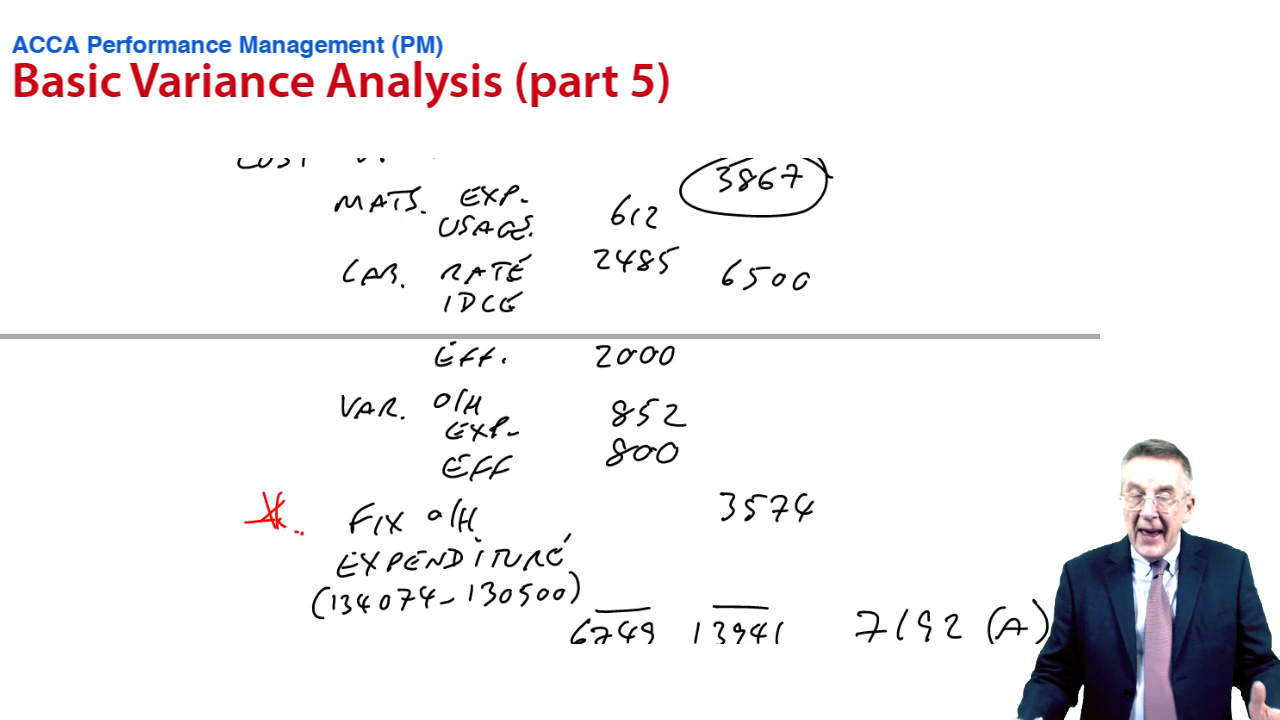 ACCA Performance Management (PM)
Basic Variance Analysis (part 5)
3867
MATS. EXP.
USAGE. 612
LAB. RATE 2485 6500
IDLE
EFF. 2000
VAR. O/H 852
EXP.
EFF 800
FIX O/H 3574
EXPENDITURE
(134074 - 130500)
6749 13941 7192 (A)